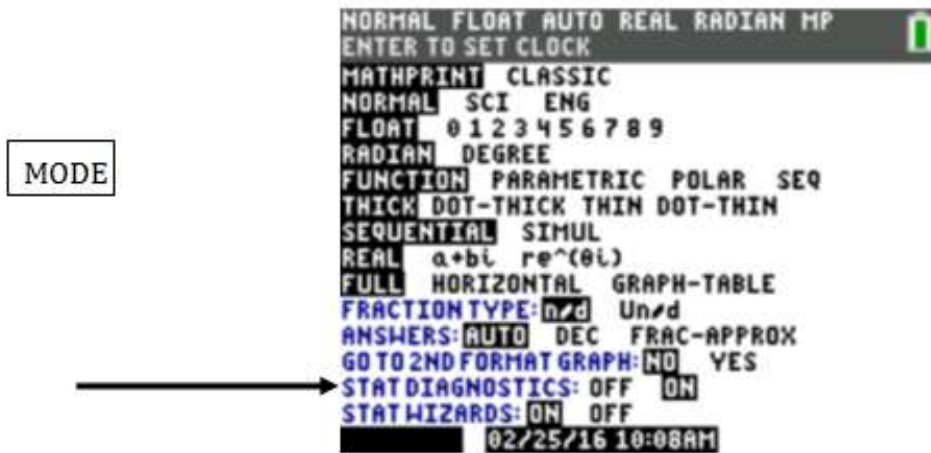 NORMAL FLOAT AUTO REAL RADIAN MP
ENTER TO SET CLOCK
MATHPRINT CLASSIC
NORMAL SCI ENG
FLOAT 0 1 2 3 4 5 6 7 8 9
RADIAN DEGREE
MODE
FUNCTION PARAMETRIC POLAR SEQ
THICK DOT-THICK THIN DOT-THIN
SEQUENTIAL SIMUL
REAL a+bi re^(θi)
FULL HORIZONTAL GRAPH-TABLE
FRACTION TYPE: n/d Un/d
ANSWERS: AUTO DEC FRAC-APPROX
GO TO 2ND FORMAT GRAPH: NO YES
STAT DIAGNOSTICS: OFF ON
STAT WIZARDS: ON OFF
02/25/16 10:08AM